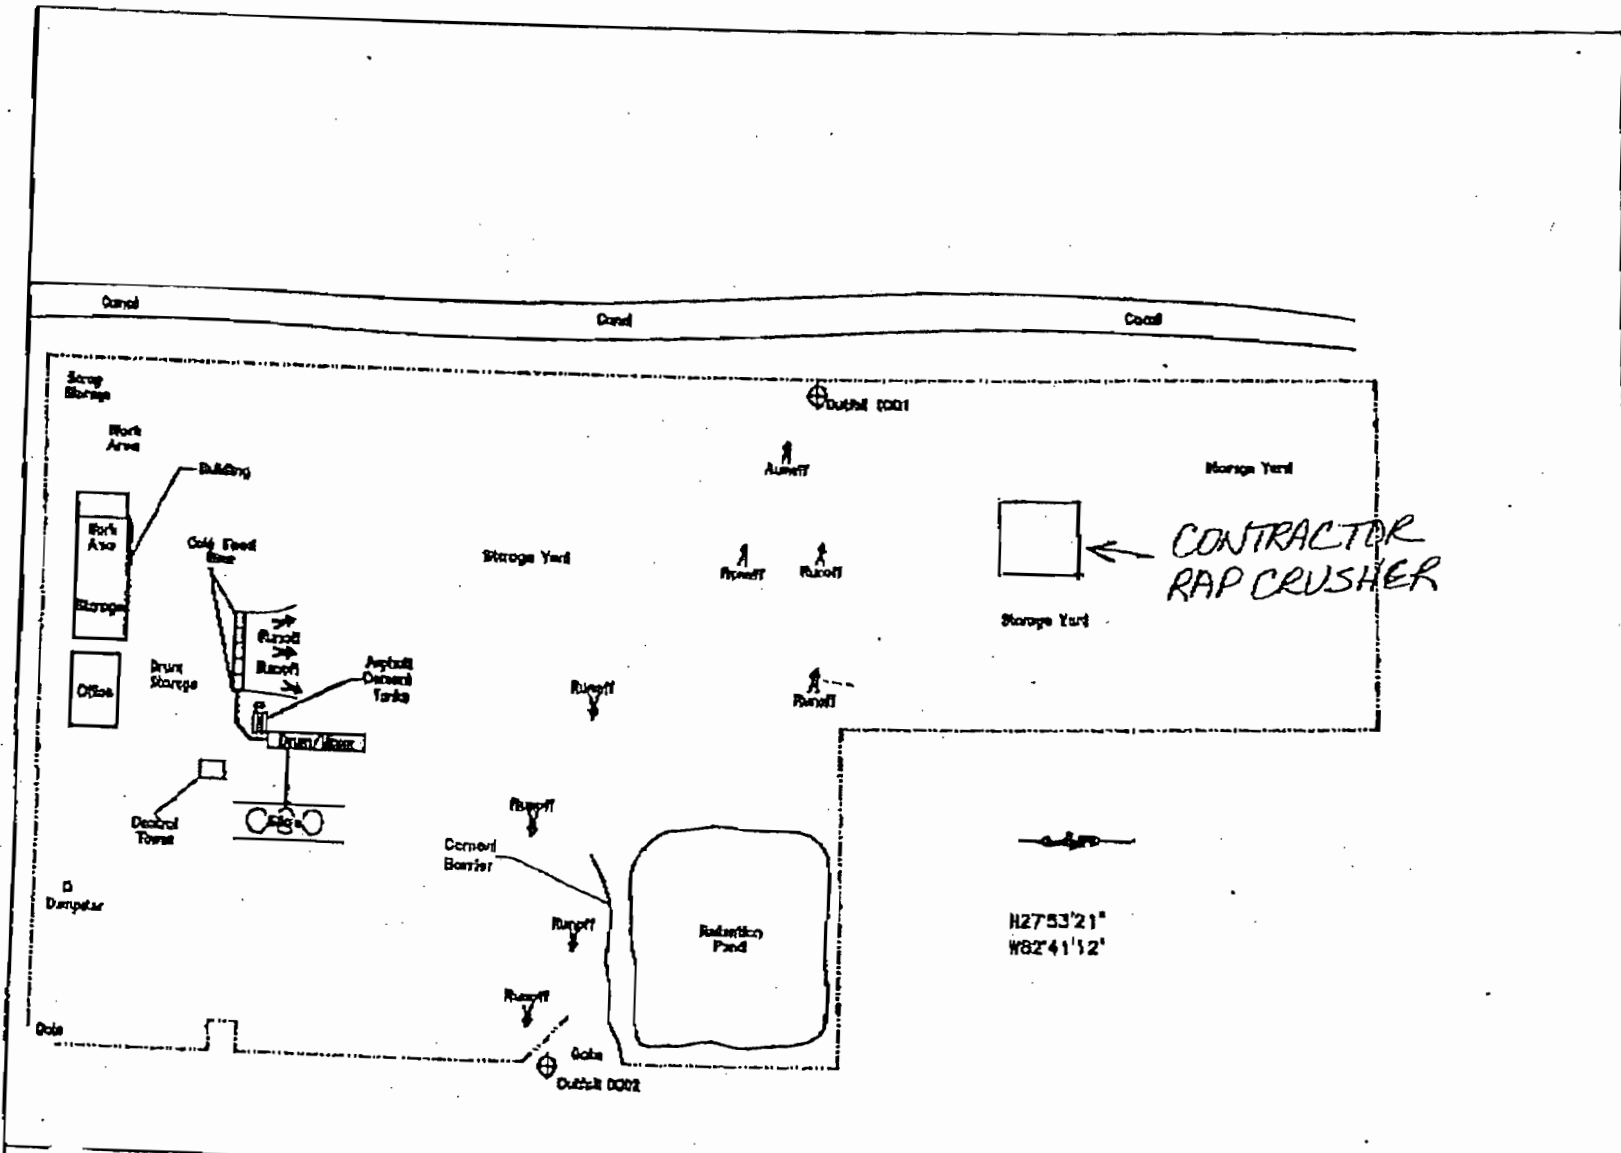 Canal
Canal
Canal
Scrap
Storage
Outfall 0001
Work
Area
Building
Runoff
Storage Yard
Work
Area
Cold Feed
Storage Yard
CONTRACTOR
RAP CRUSHER
Runoff
Runoff
Storage
Storage Yard
Runoff
Runoff
Office
Drum
Storage
Asphalt
Cement
Tanks
Runoff
Runoff
Drum/Mixer
Control
Tower
Silo's
Runoff
Cement
Barrier
Dumpster
Runoff
Retention
Pond
N27°53'21"
W82°41'12"
Runoff
Gate
Gate
Outfall 0002